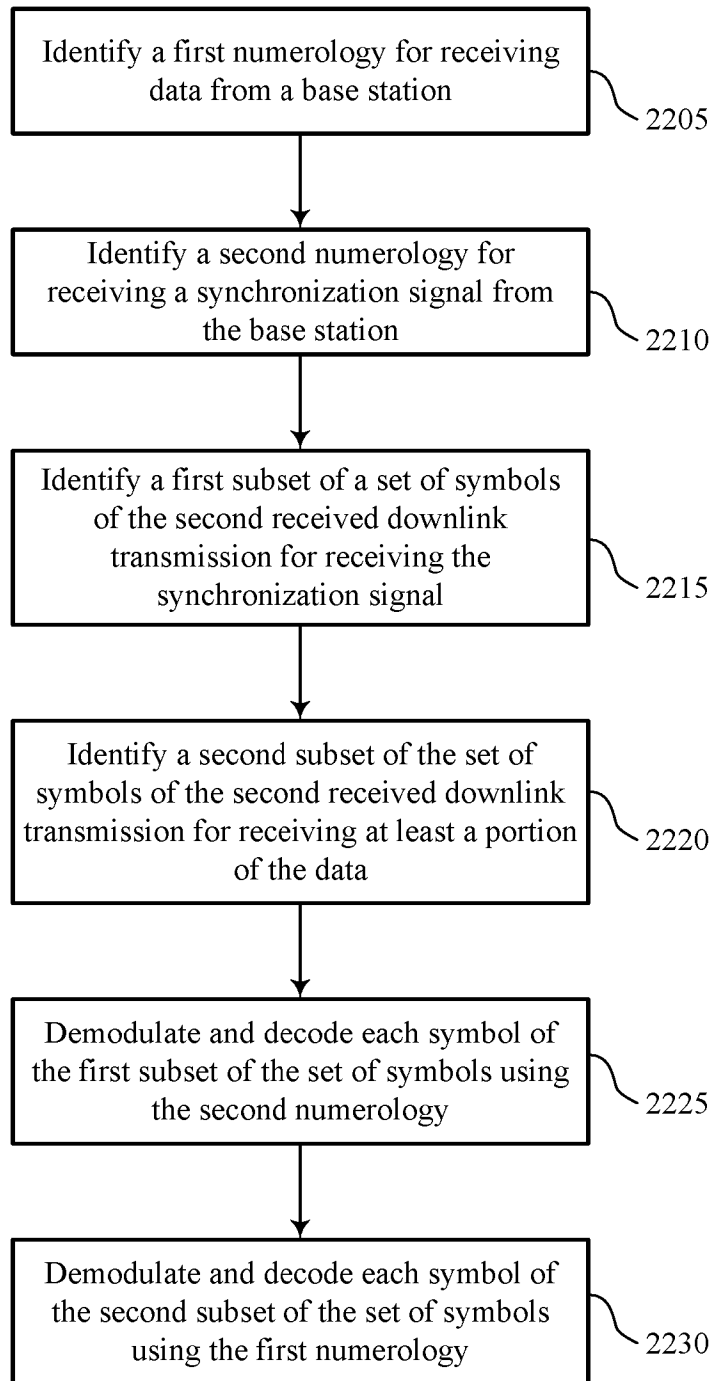 Identify a first numerology for receiving
data from a base station
2205
Identify a second numerology for
receiving a synchronization signal from
the base station
2210
Identify a first subset of a set of symbols
of the second received downlink
transmission for receiving the
synchronization signal
2215
Identify a second subset of the set of
symbols of the second received downlink
transmission for receiving at least a portion
of the data
2220
Demodulate and decode each symbol of
the first subset of the set of symbols using
the second numerology
2225
Demodulate and decode each symbol of
the second subset of the set of symbols
using the first numerology
2230